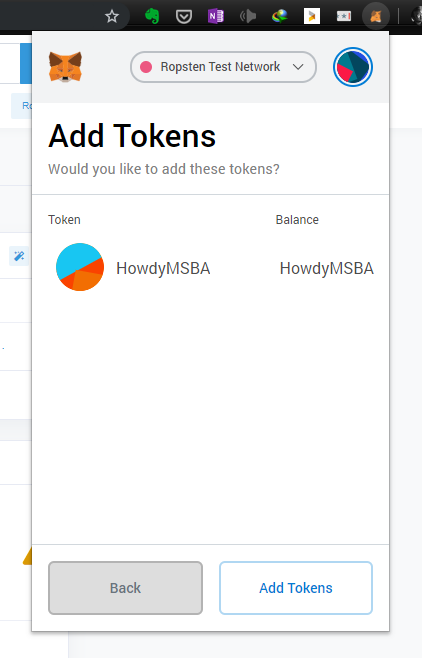 Ropsten Test Network
Ro
Add Tokens
Would you like to add these tokens?
Token Balance
HowdyMSBA HowdyMSBA
Back Add Tokens